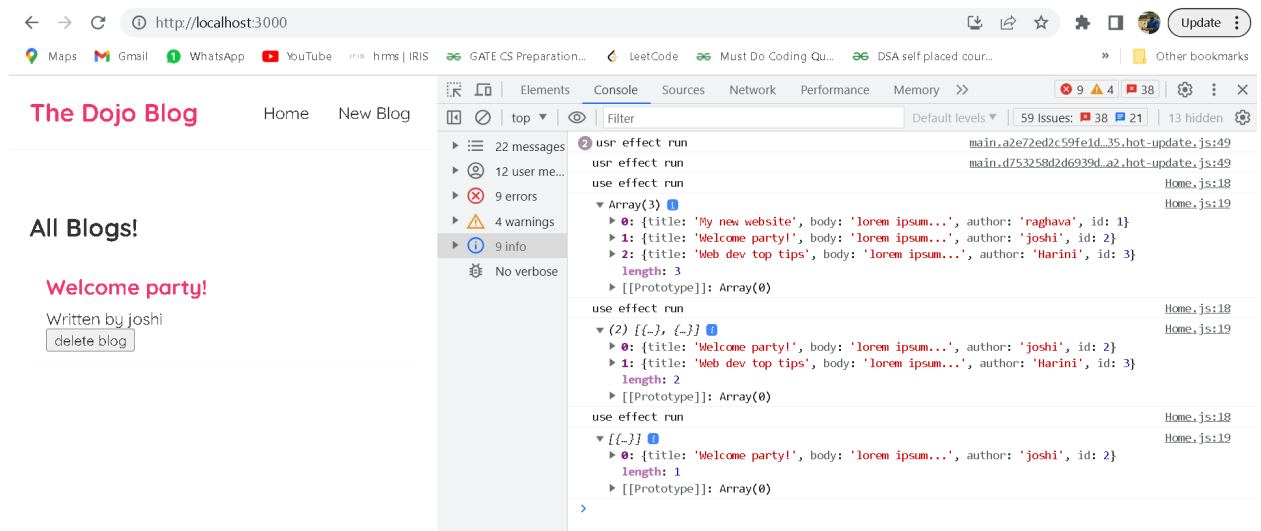 http://localhost:3000
Update
Maps Gmail WhatsApp YouTube iris hrms | IRIS GATE CS Preparation... LeetCode Must Do Coding Qu... DSA self placed cour... » Other bookmarks
The Dojo Blog Home New Blog
All Blogs!
Welcome party!
Written by joshi
delete blog
Elements Console Sources Network Performance Memory 9 4 38
top ▼ Filter Default levels ▼ 59 Issues: 38 21 13 hidden
22 messages
12 user me...
9 errors
4 warnings
9 info
No verbose
2 usr effect run main.a2e72ed2c59fe1d…35.hot-update.js:49
usr effect run main.d753258d2d6939d…a2.hot-update.js:49
use effect run Home.js:18
▼ Array(3) i Home.js:19
▶ 0: {title: 'My new website', body: 'lorem ipsum...', author: 'raghava', id: 1}
▶ 1: {title: 'Welcome party!', body: 'lorem ipsum...', author: 'joshi', id: 2}
▶ 2: {title: 'Web dev top tips', body: 'lorem ipsum...', author: 'Harini', id: 3}
length: 3
▶ [[Prototype]]: Array(0)
use effect run Home.js:18
▼ (2) [{…}, {…}] i Home.js:19
▶ 0: {title: 'Welcome party!', body: 'lorem ipsum...', author: 'joshi', id: 2}
▶ 1: {title: 'Web dev top tips', body: 'lorem ipsum...', author: 'Harini', id: 3}
length: 2
▶ [[Prototype]]: Array(0)
use effect run Home.js:18
▼ [{…}] i Home.js:19
▶ 0: {title: 'Welcome party!', body: 'lorem ipsum...', author: 'joshi', id: 2}
length: 1
▶ [[Prototype]]: Array(0)
>